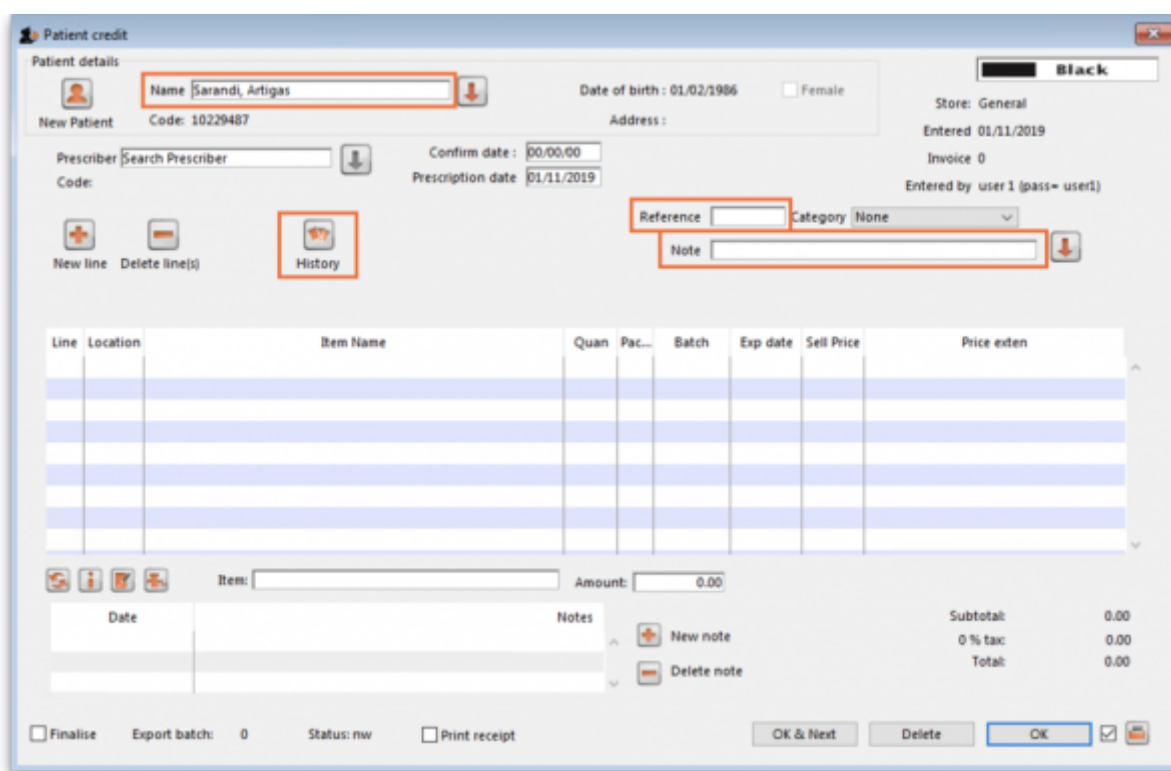 Patient credit
Patient details
Black
Name Sarandi, Artigas
Date of birth : 01/02/1986
Female
Store: General
New Patient
Code: 10229487
Address :
Entered 01/11/2019
Prescriber Search Prescriber
Confirm date : 00/00/00
Invoice 0
Code:
Prescription date 01/11/2019
Entered by user 1 (pass= user1)
Reference
Category None
Note
New line Delete line(s) History
Line Location Item Name Quan Pac... Batch Exp date Sell Price Price exten
Item:
Amount: 0.00
Date Notes
New note
Delete note
Subtotal: 0.00
0 % tax: 0.00
Total: 0.00
Finalise Export batch: 0 Status: nw Print receipt OK & Next Delete OK